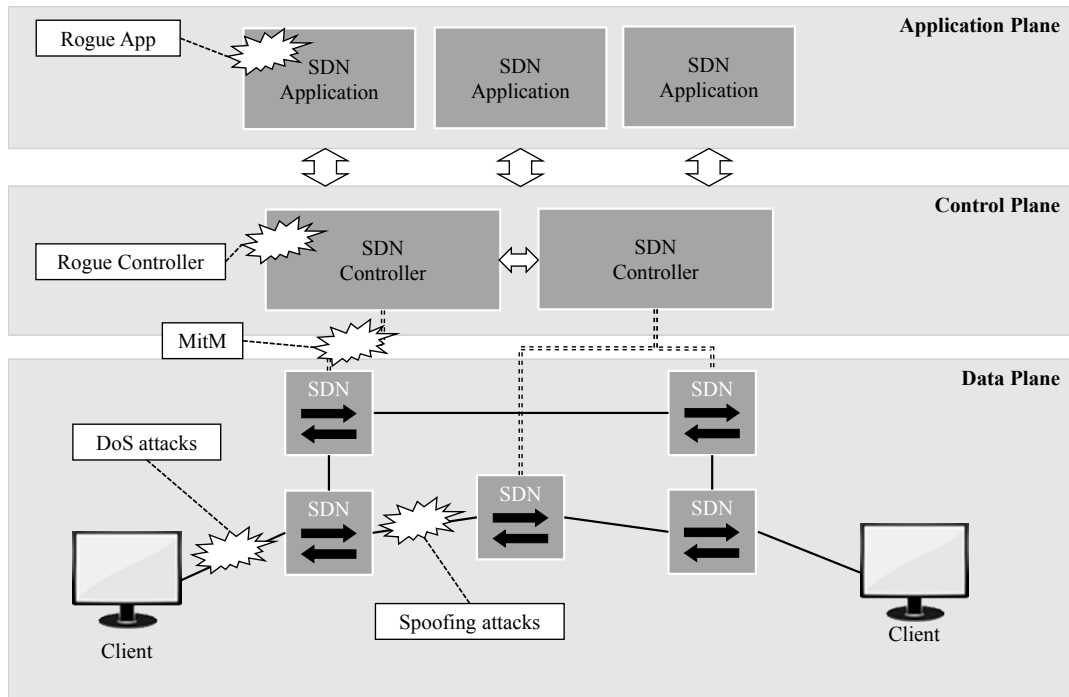 Application Plane
Rogue App
SDN
Application
SDN
Application
SDN
Application
Control Plane
Rogue Controller
SDN
Controller
SDN
Controller
MitM
Data Plane
SDN
SDN
DoS attacks
SDN
SDN
SDN
Spoofing attacks
Client
Client